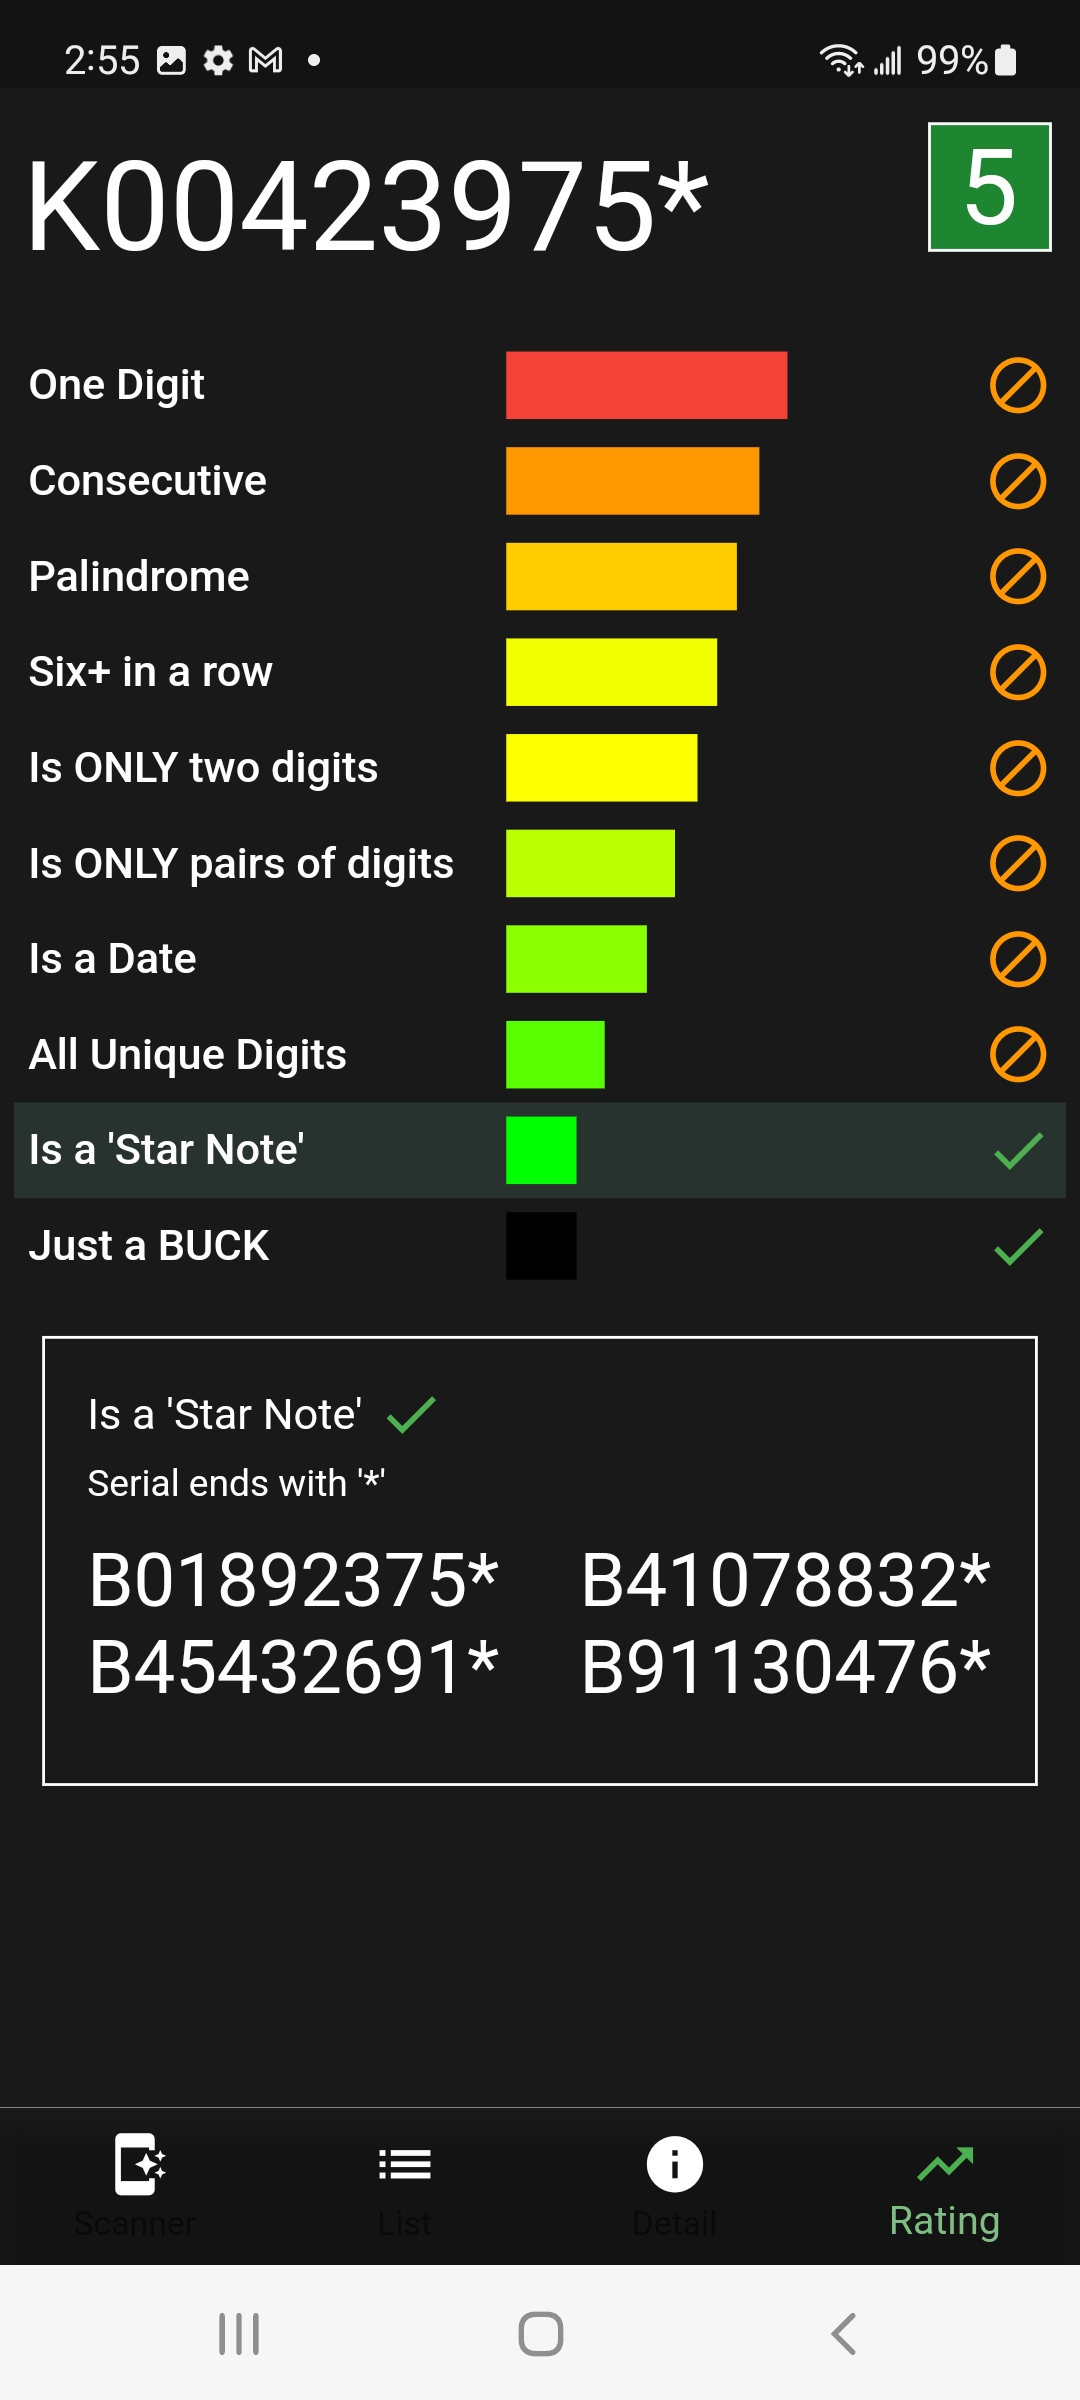 2:55 99%
K00423975* 5
One Digit
Consecutive
Palindrome
Six+ in a row
Is ONLY two digits
Is ONLY pairs of digits
Is a Date
All Unique Digits
Is a 'Star Note'
Just a BUCK
Is a 'Star Note'
Serial ends with '*'
B01892375* B41078832*
B45432691* B91130476*
Scanner List Detail Rating